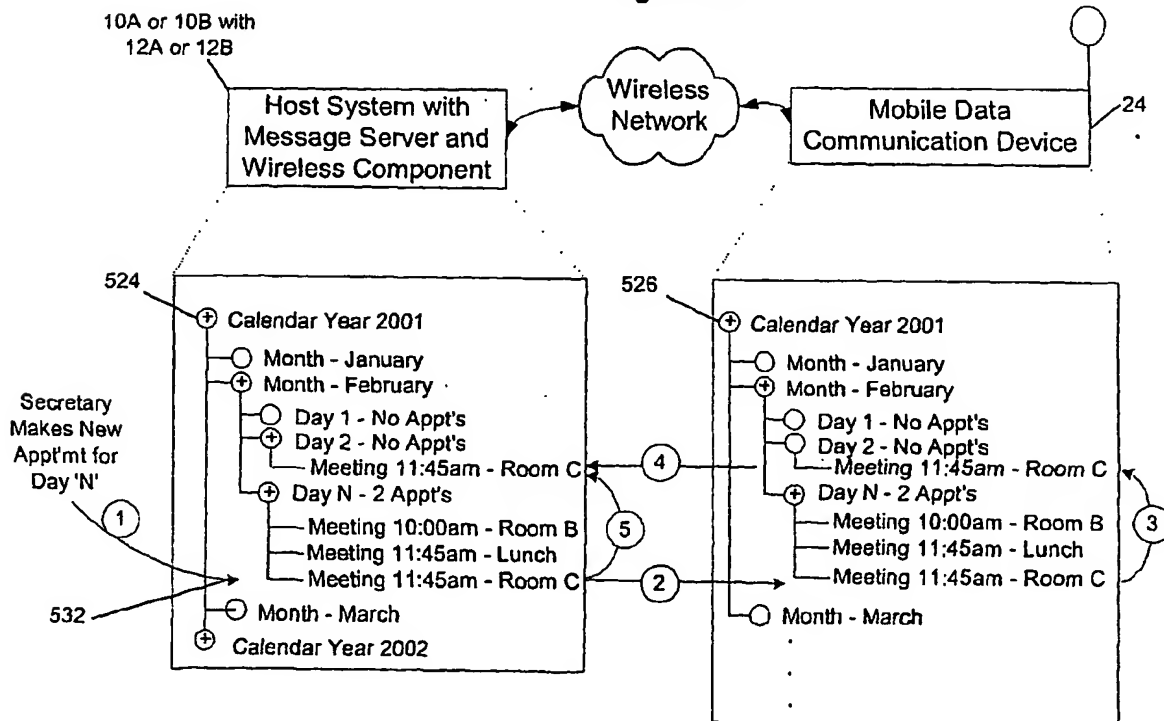 10A or 10B with
12A or 12B
Host System with
Message Server and
Wireless Component
Wireless
Network
Mobile Data
Communication Device
24
524
Calendar Year 2001
Month - January
Month - February
Day 1 - No Appt's
Day 2 - No Appt's
Meeting 11:45am - Room C
Day N - 2 Appt's
Meeting 10:00am - Room B
Meeting 11:45am - Lunch
Meeting 11:45am - Room C
Month - March
Calendar Year 2002
Secretary
Makes New
Appt'mt for
Day 'N'
1
532
4
5
2
526
Calendar Year 2001
Month - January
Month - February
Day 1 - No Appt's
Day 2 - No Appt's
Meeting 11:45am - Room C
Day N - 2 Appt's
Meeting 10:00am - Room B
Meeting 11:45am - Lunch
Meeting 11:45am - Room C
Month - March
3